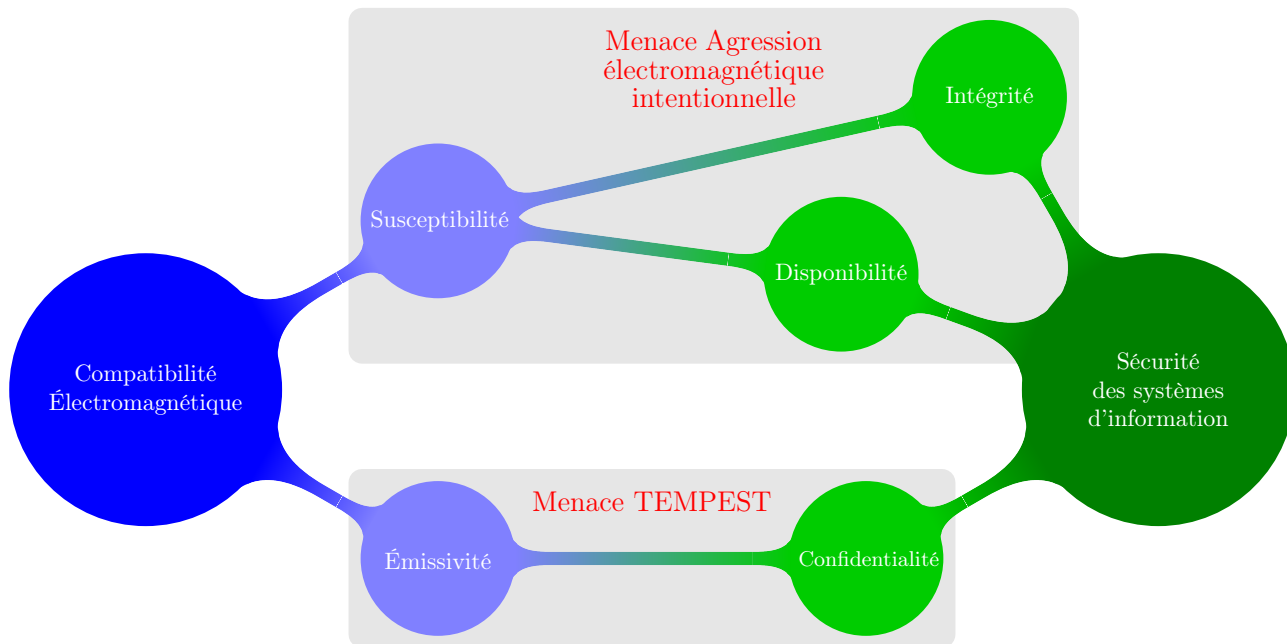 Menace Agression
électromagnétique
intentionnelle
Intégrité
Susceptibilité
Disponibilité
Compatibilité
Électromagnétique
Sécurité
des systèmes
d'information
Menace TEMPEST
Émissivité
Confidentialité